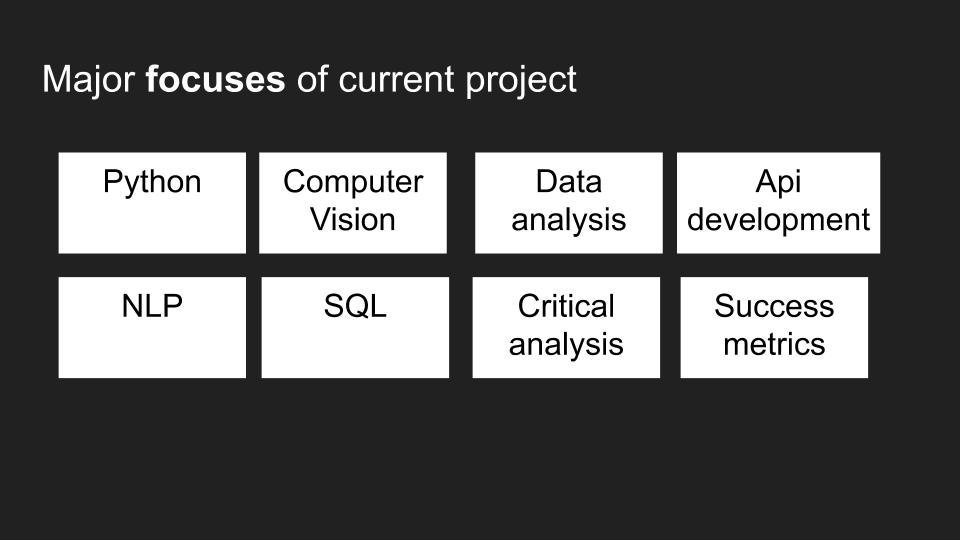 Major focuses of current project
Python
Computer
Vision
Data
analysis
Api
development
NLP
SQL
Critical
analysis
Success
metrics